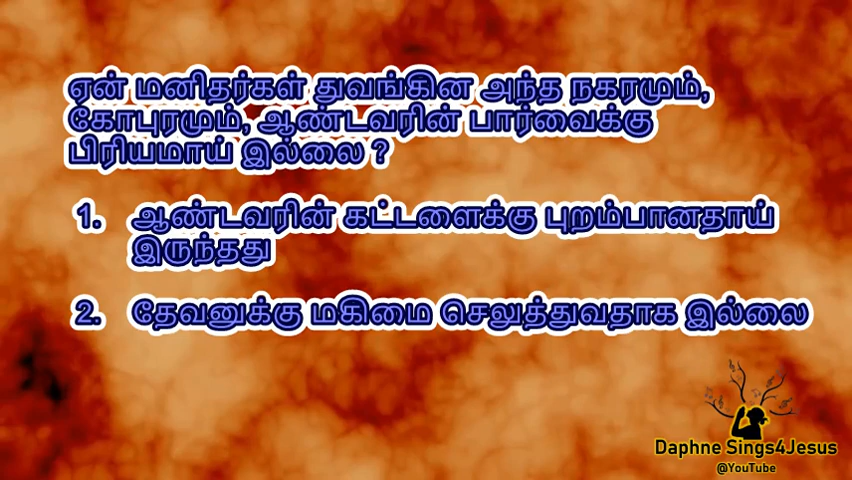 ஏன் மனிதர்கள் துவங்கின அந்த நகரமும்,
கோபுரமும், ஆண்டவரின் பார்வைக்கு
பிரியமாய் இல்லை ?
1. ஆண்டவரின் கட்டளைக்கு புறம்பானதாய்
இருந்தது
2. தேவனுக்கு மகிமை செலுத்துவதாக இல்லை
Daphne Sings4Jesus
@YouTube